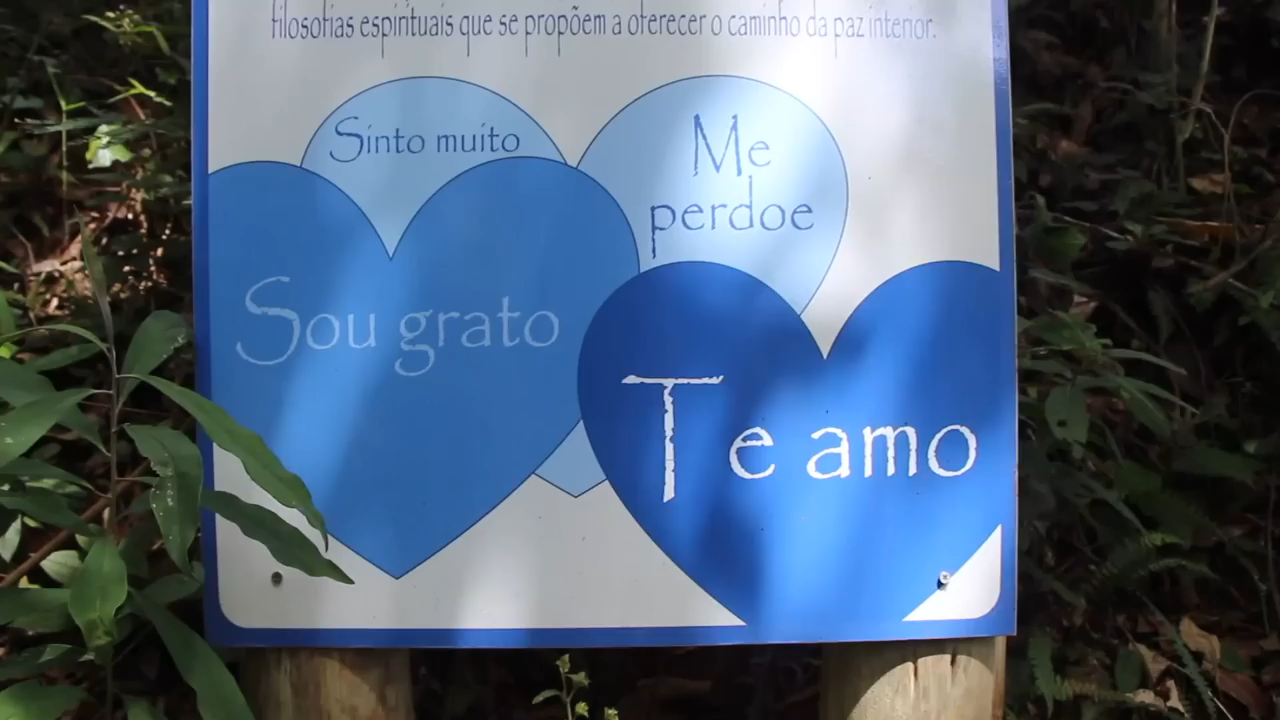 filosofias espirituais que se propõem a oferecer o caminho da paz interior.
Sinto muito
Me
perdoe
Sou grato
Te amo